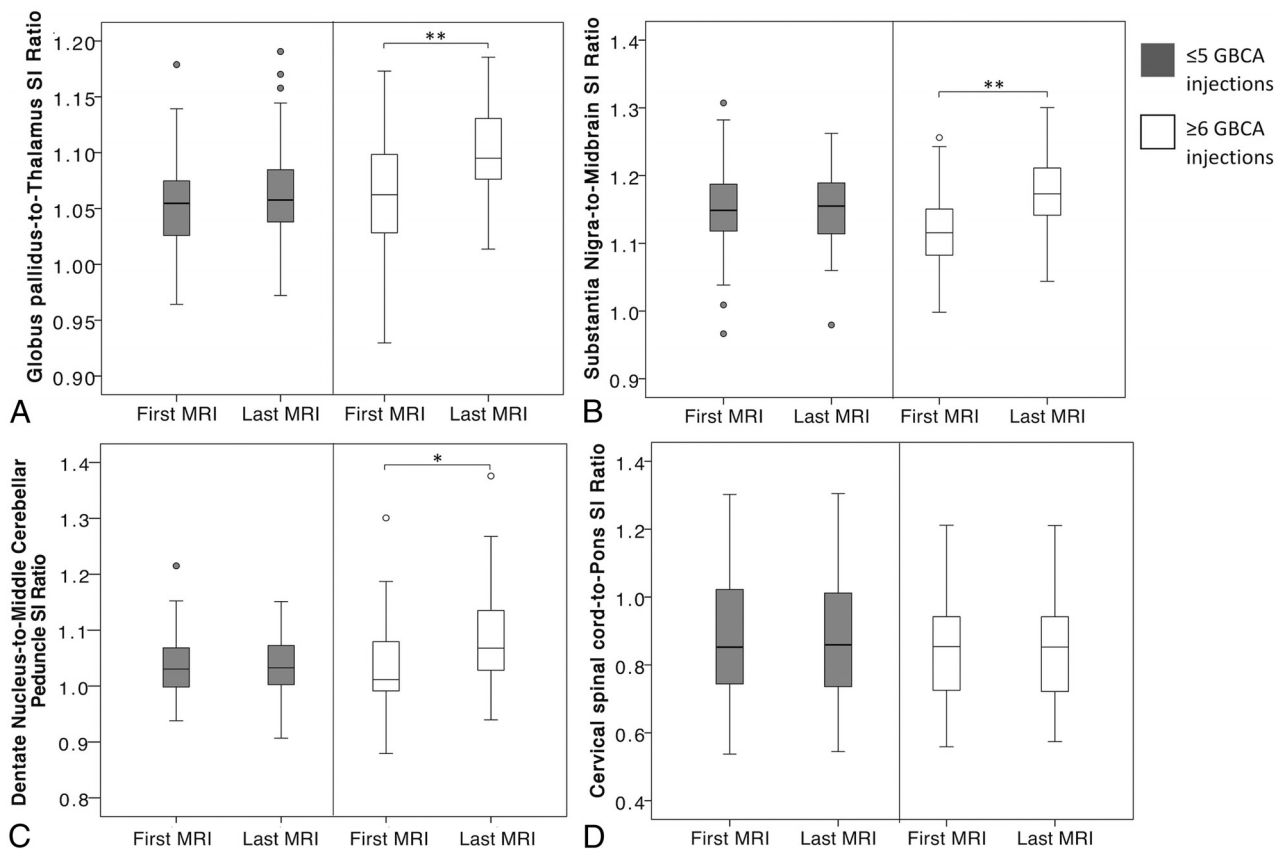 Globus pallidus-to-Thalamus SI Ratio
1.20
1.15
1.10
1.05
1.00
0.95
0.90
**
First MRI
Last MRI
First MRI
Last MRI
A
Substantia Nigra-to-Midbrain SI Ratio
1.4
1.3
1.2
1.1
1.0
0.9
**
First MRI
Last MRI
First MRI
Last MRI
B
≤5 GBCA
injections
≥6 GBCA
injections
Dentate Nucleus-to-Middle Cerebellar
Peduncle SI Ratio
1.4
1.3
1.2
1.1
1.0
0.9
0.8
*
First MRI
Last MRI
First MRI
Last MRI
C
Cervical spinal cord-to-Pons SI Ratio
1.4
1.2
1.0
0.8
0.6
0.4
First MRI
Last MRI
First MRI
Last MRI
D